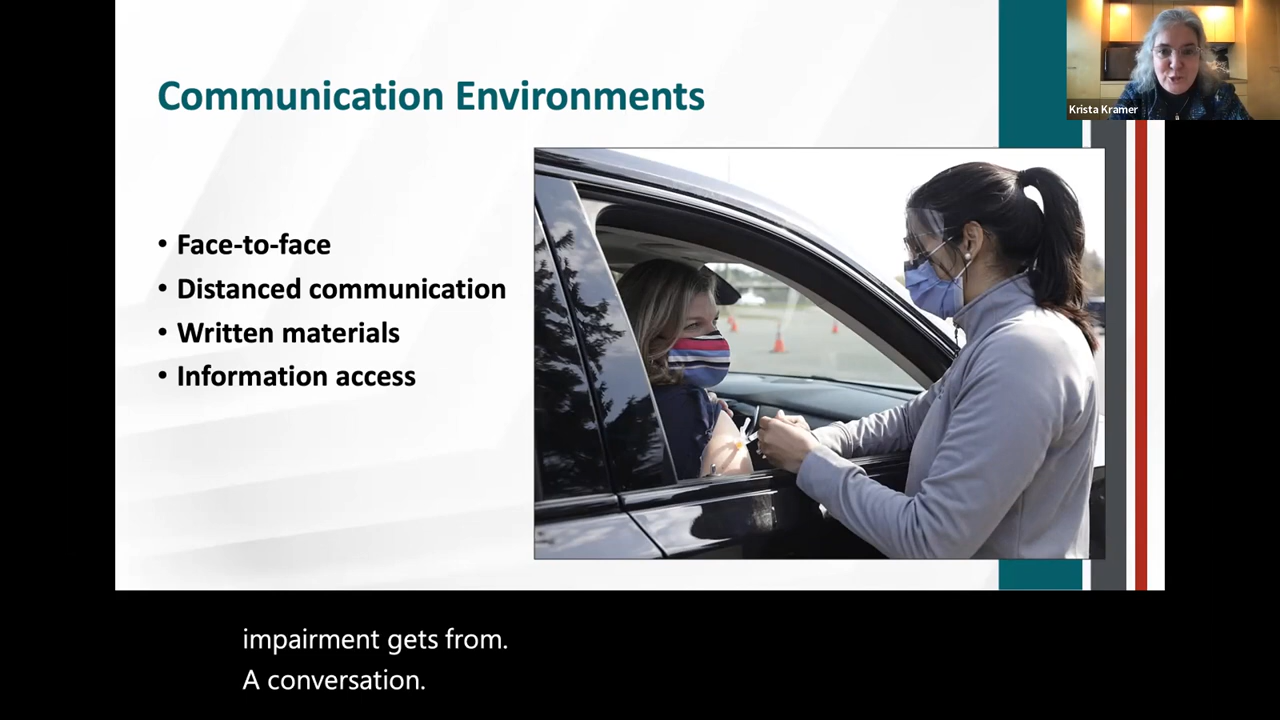 Communication Environments
Krista Kramer
• Face-to-face
• Distanced communication
• Written materials
• Information access
impairment gets from.
A conversation.